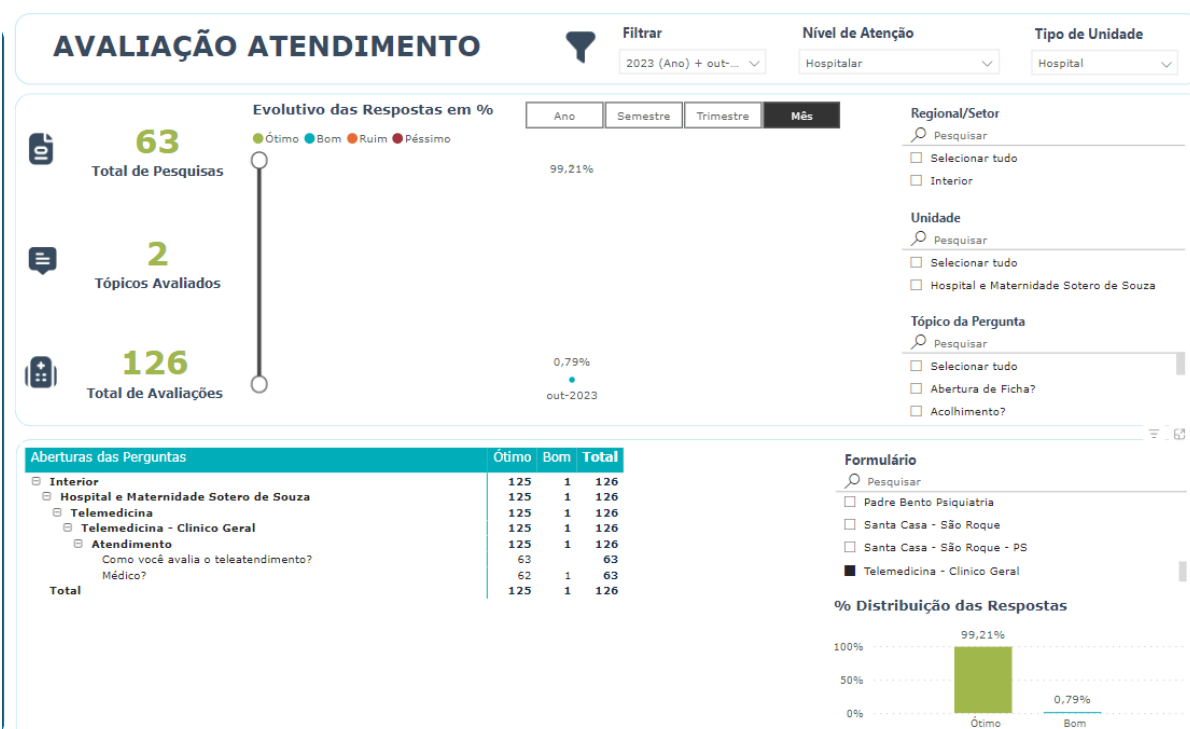 AVALIAÇÃO ATENDIMENTO
Filtrar
2023 (Ano) + out-...
Nível de Atenção
Hospitalar
Tipo de Unidade
Hospital
63
Total de Pesquisas
2
Tópicos Avaliados
126
Total de Avaliações
Evolutivo das Respostas em %
Ótimo Bom Ruim Péssimo
Ano Semestre Trimestre Mês
99,21%
0,79%
out-2023
Regional/Setor
Pesquisar
Selecionar tudo
Interior
Unidade
Pesquisar
Selecionar tudo
Hospital e Maternidade Sotero de Souza
Tópico da Pergunta
Pesquisar
Selecionar tudo
Abertura de Ficha?
Acolhimento?
Aberturas das Perguntas Ótimo Bom Total
Interior 125 1 126
Hospital e Maternidade Sotero de Souza 125 1 126
Telemedicina 125 1 126
Telemedicina - Clinico Geral 125 1 126
Atendimento 125 1 126
Como você avalia o teleatendimento? 63 63
Médico? 62 1 63
Total 125 1 126
Formulário
Pesquisar
Padre Bento Psiquiatria
Santa Casa - São Roque
Santa Casa - São Roque - PS
Telemedicina - Clinico Geral
% Distribuição das Respostas
99,21%
100%
50%
0,79%
0%
Ótimo Bom